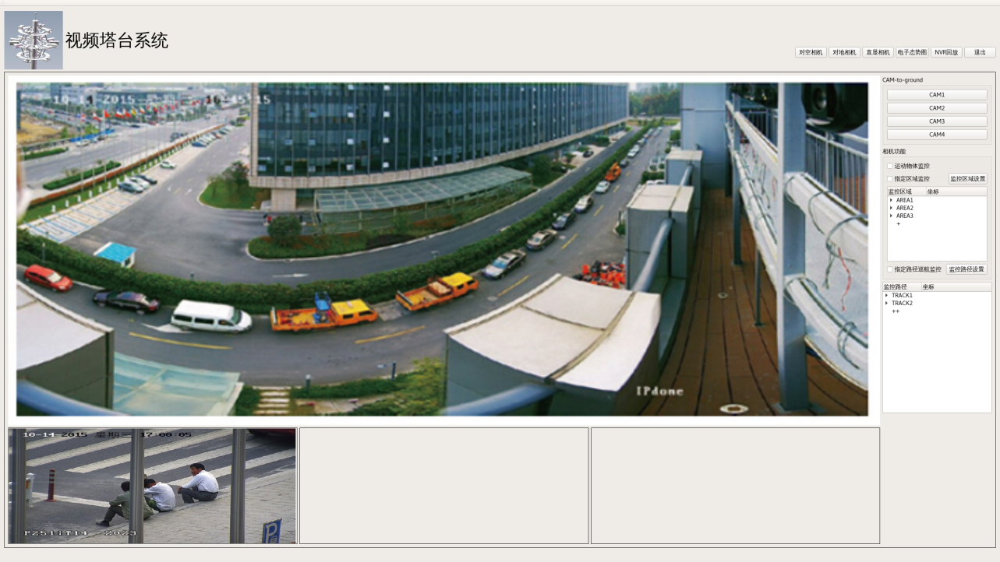 视频塔台系统
对空相机 对地相机 直显相机 电子态势图 NVR回放 退出
10-14-2015 16:45:15
IPdome
CAM-to-ground
CAM1
CAM2
CAM3
CAM4
相机功能
运动物体监控
指定区域监控 监控区域设置
监控区域 坐标
AREA1
AREA2
AREA3
+
指定路径巡航监控 监控路径设置
监控路径 坐标
TRACK1
TRACK2
++
10-14-2015 星期三 17:00:05
P